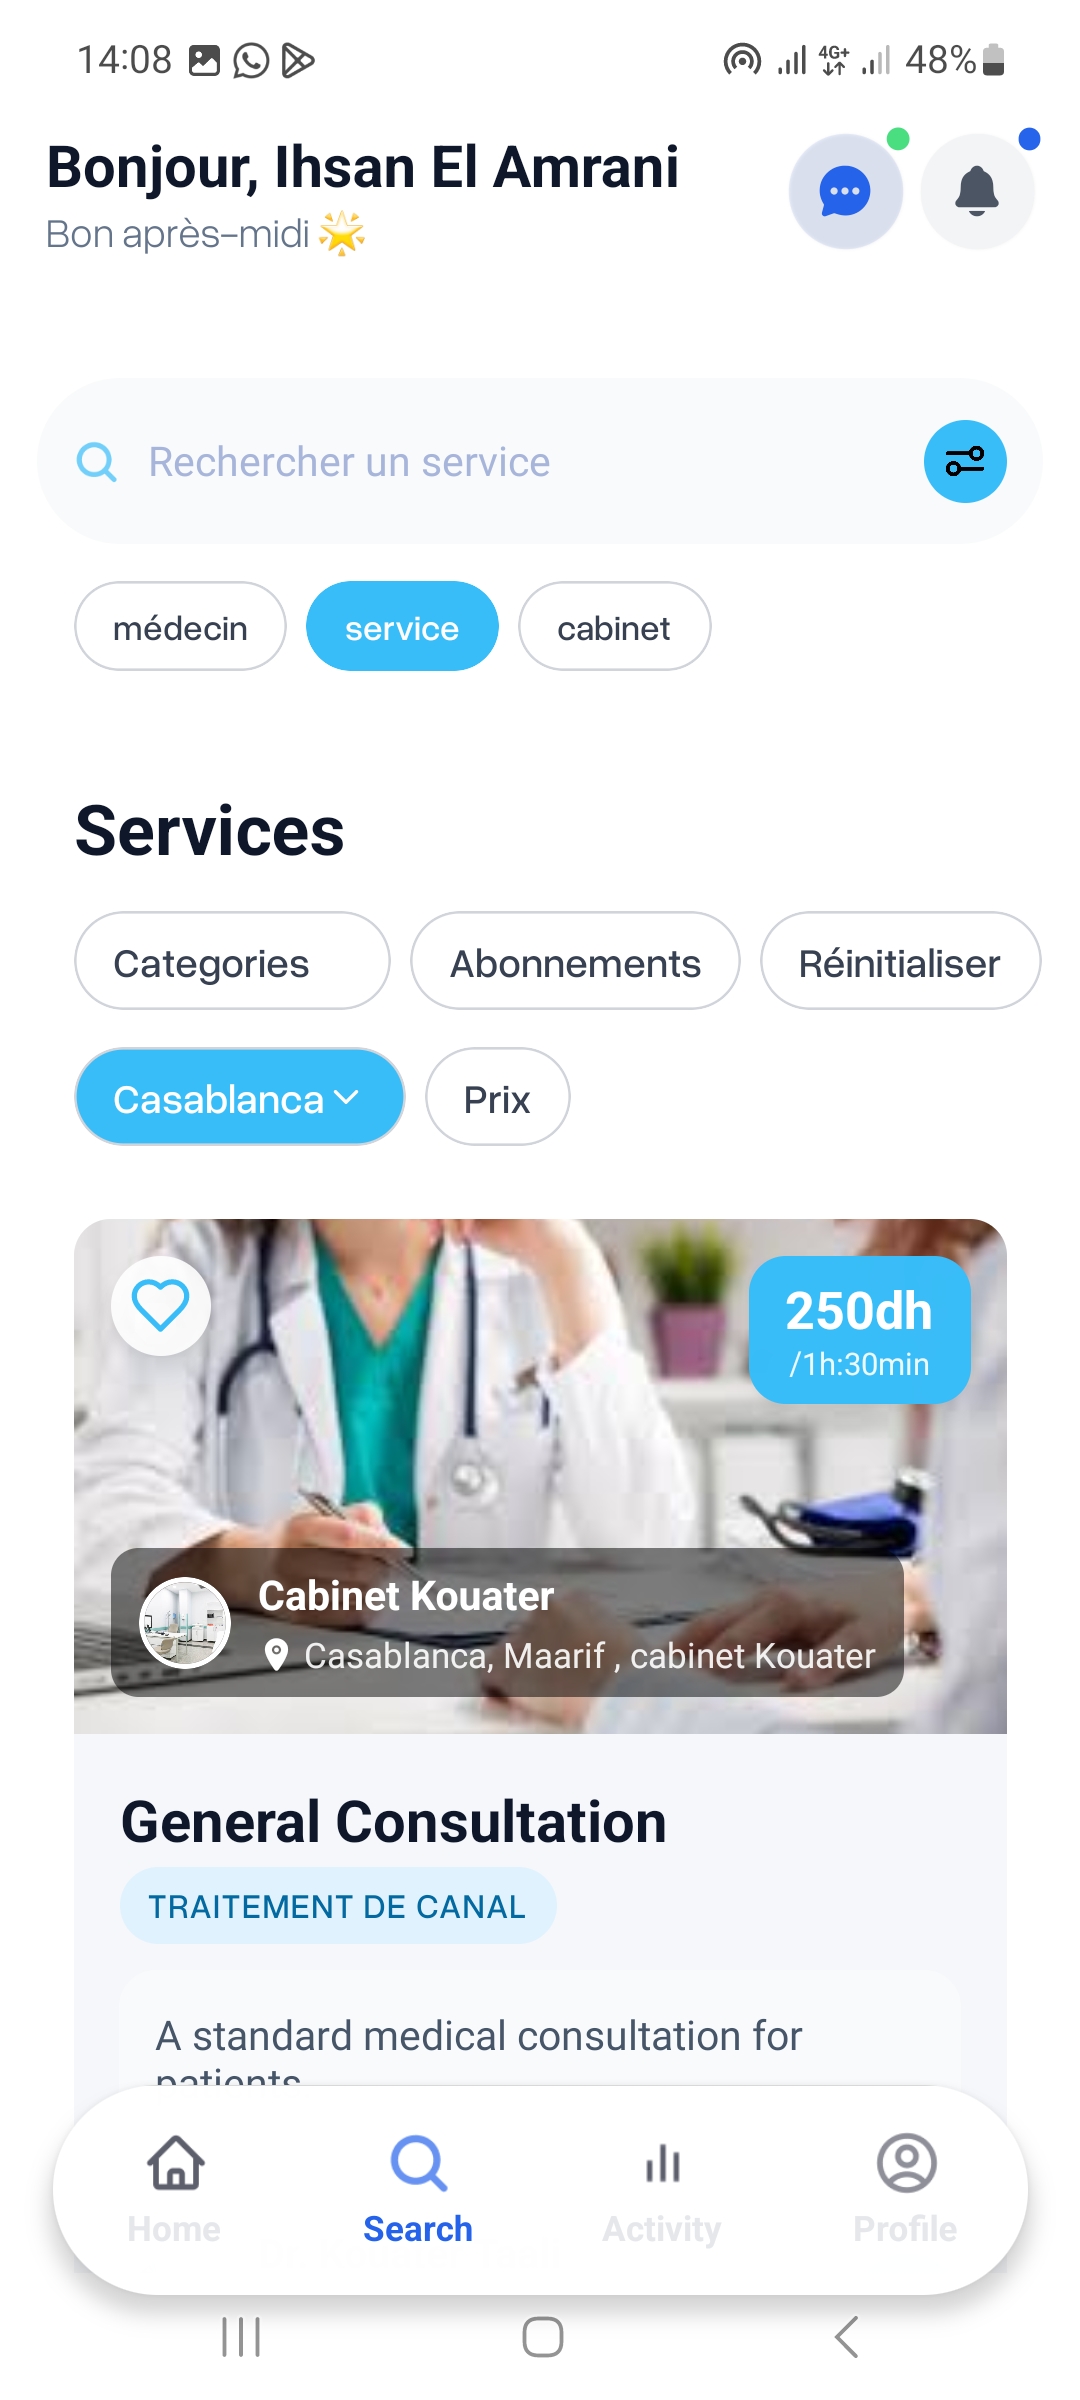 14:08
4G+
48%
Bonjour, Ihsan El Amrani
Bon après-midi 🌟
Rechercher un service
médecin service cabinet
Services
Categories Abonnements Réinitialiser
Casablanca Prix
250dh
/1h:30min
Cabinet Kouater
Casablanca, Maarif , cabinet Kouater
General Consultation
TRAITEMENT DE CANAL
A standard medical consultation for
patients
Home Search Activity Profile